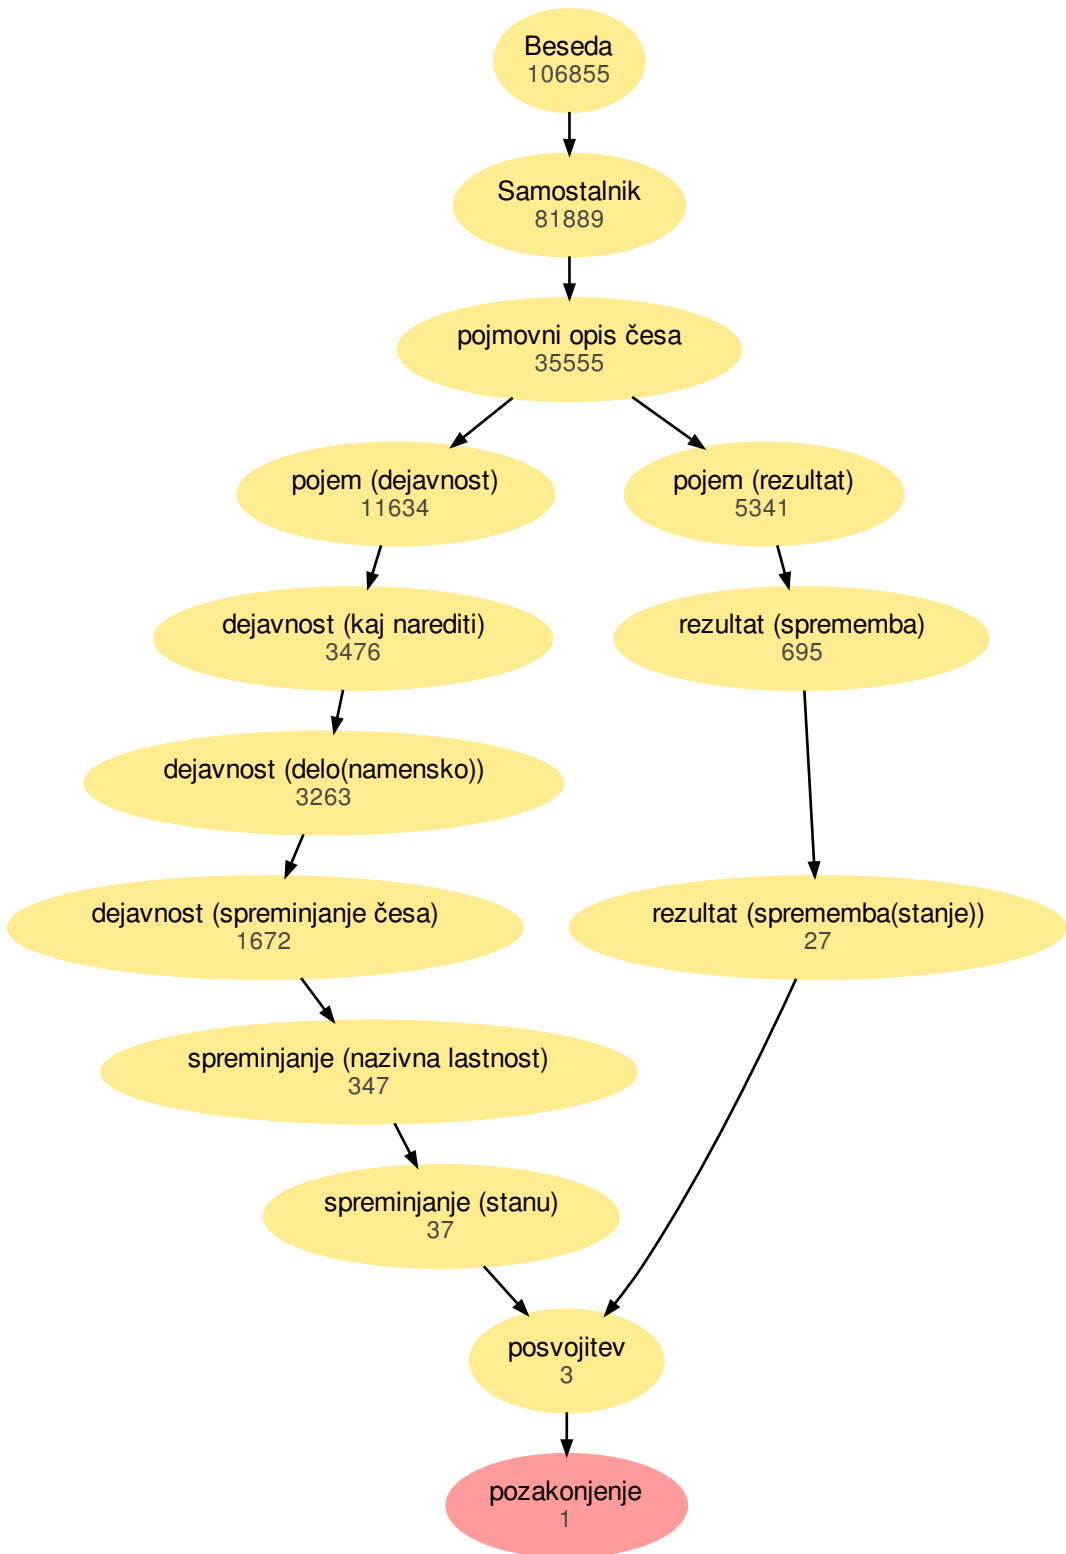 Beseda
106855
Samostalnik
81889
pojmovni opis česa
35555
pojem (dejavnost)
11634
pojem (rezultat)
5341
dejavnost (kaj narediti)
3476
rezultat (sprememba)
695
dejavnost (delo(namensko))
3263
dejavnost (spreminjanje česa)
1672
rezultat (sprememba(stanje))
27
spreminjanje (nazivna lastnost)
347
spreminjanje (stanu)
37
posvojitev
3
pozakonjenje
1